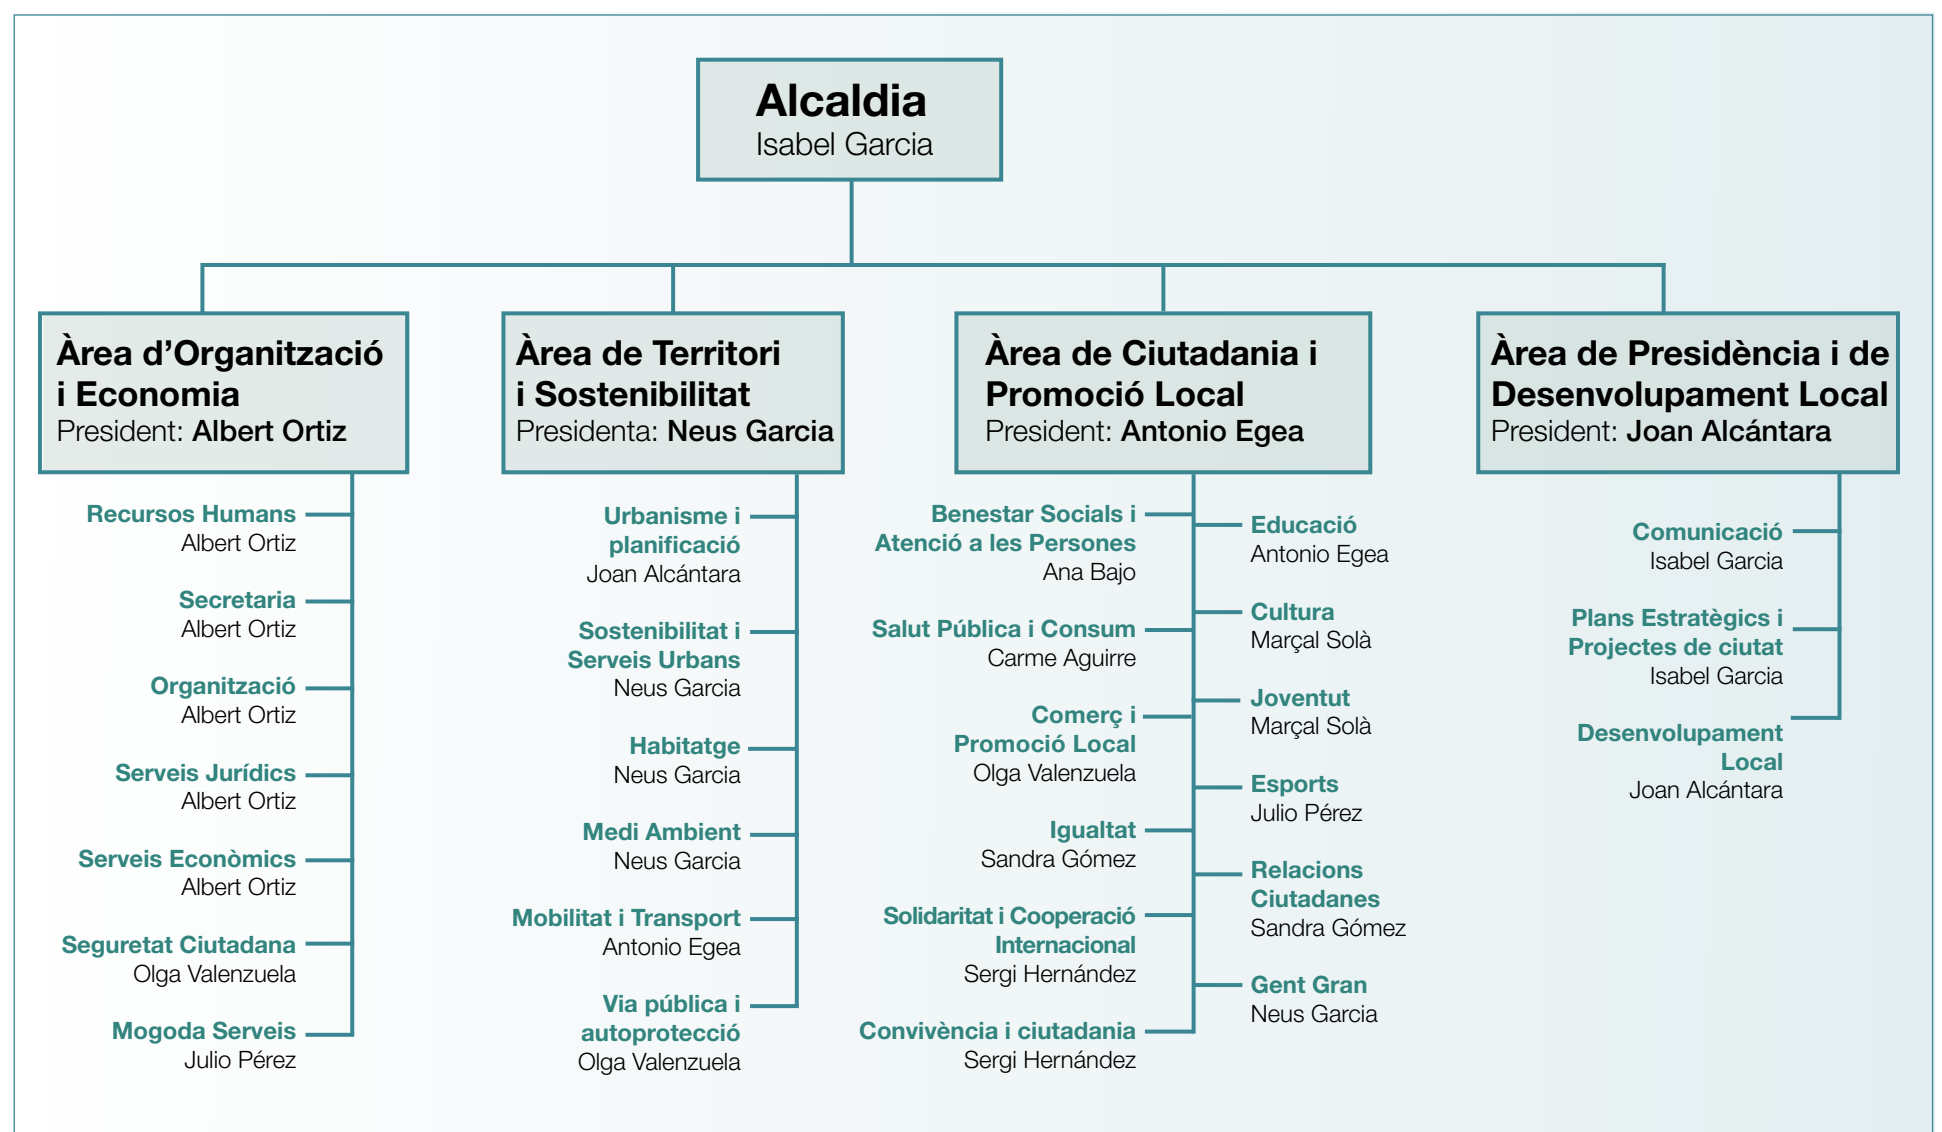 Alcaldia
Isabel Garcia
Àrea d’Organització
i Economia
President: Albert Ortiz
Recursos Humans
Albert Ortiz
Secretaria
Albert Ortiz
Organització
Albert Ortiz
Serveis Jurídics
Albert Ortiz
Serveis Econòmics
Albert Ortiz
Seguretat Ciutadana
Olga Valenzuela
Mogoda Serveis
Julio Pérez
Àrea de Territori
i Sostenibilitat
Presidenta: Neus Garcia
Urbanisme i
planificació
Joan Alcántara
Sostenibilitat i
Serveis Urbans
Neus Garcia
Habitatge
Neus Garcia
Medi Ambient
Neus Garcia
Mobilitat i Transport
Antonio Egea
Via pública i
autoprotecció
Olga Valenzuela
Àrea de Ciutadania i
Promoció Local
President: Antonio Egea
Benestar Socials i
Atenció a les Persones
Ana Bajo
Salut Pública i Consum
Carme Aguirre
Comerç i
Promoció Local
Olga Valenzuela
Igualtat
Sandra Gómez
Solidaritat i Cooperació
Internacional
Sergi Hernández
Convivència i ciutadania
Sergi Hernández
Educació
Antonio Egea
Cultura
Marçal Solà
Joventut
Marçal Solà
Esports
Julio Pérez
Relacions
Ciutadanes
Sandra Gómez
Gent Gran
Neus Garcia
Àrea de Presidència i de
Desenvolupament Local
President: Joan Alcántara
Comunicació
Isabel Garcia
Plans Estratègics i
Projectes de ciutat
Isabel Garcia
Desenvolupament
Local
Joan Alcántara